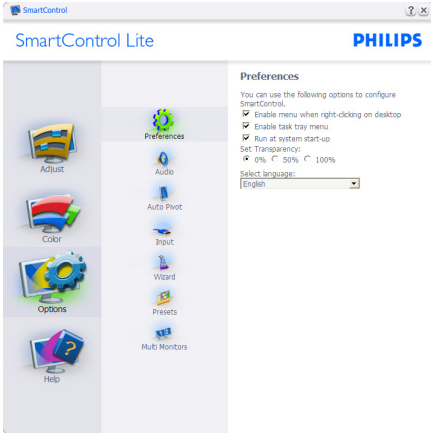 SmartControl
SmartControl Lite
PHILIPS
Adjust
Color
Options
Help
Preferences
Audio
Auto Pivot
Input
Wizard
Presets
Multi Monitors
Preferences
You can use the following options to configure
SmartControl.
Enable menu when right-clicking on desktop
Enable task tray menu
Run at system start-up
Set Transparency:
0% 50% 100%
Select language:
English